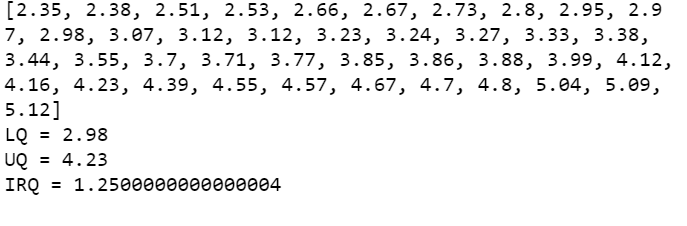 [2.35, 2.38, 2.51, 2.53, 2.66, 2.67, 2.73, 2.8, 2.95, 2.9
7, 2.98, 3.07, 3.12, 3.12, 3.23, 3.24, 3.27, 3.33, 3.38,
3.44, 3.55, 3.7, 3.71, 3.77, 3.85, 3.86, 3.88, 3.99, 4.12,
4.16, 4.23, 4.39, 4.55, 4.57, 4.67, 4.7, 4.8, 5.04, 5.09,
5.12]
LQ = 2.98
UQ = 4.23
IRQ = 1.2500000000000004